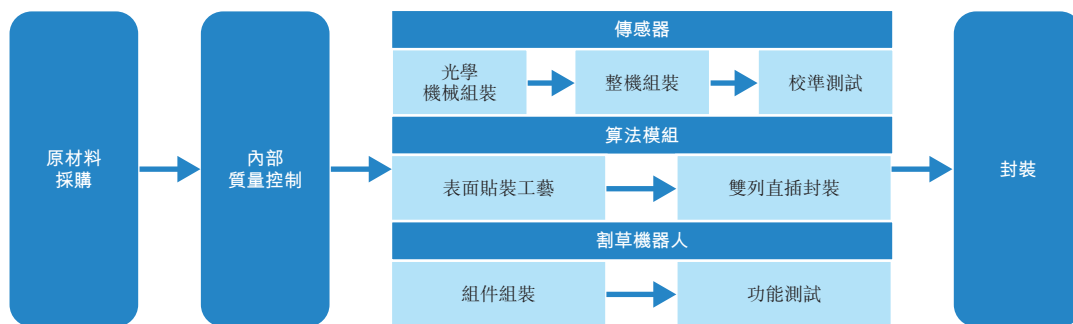 原材料
採購
內部
質量控制
傳感器
光學
機械組裝
整機組裝
校準測試
算法模組
表面貼裝工藝
雙列直插封裝
割草機器人
組件組裝
功能測試
封裝